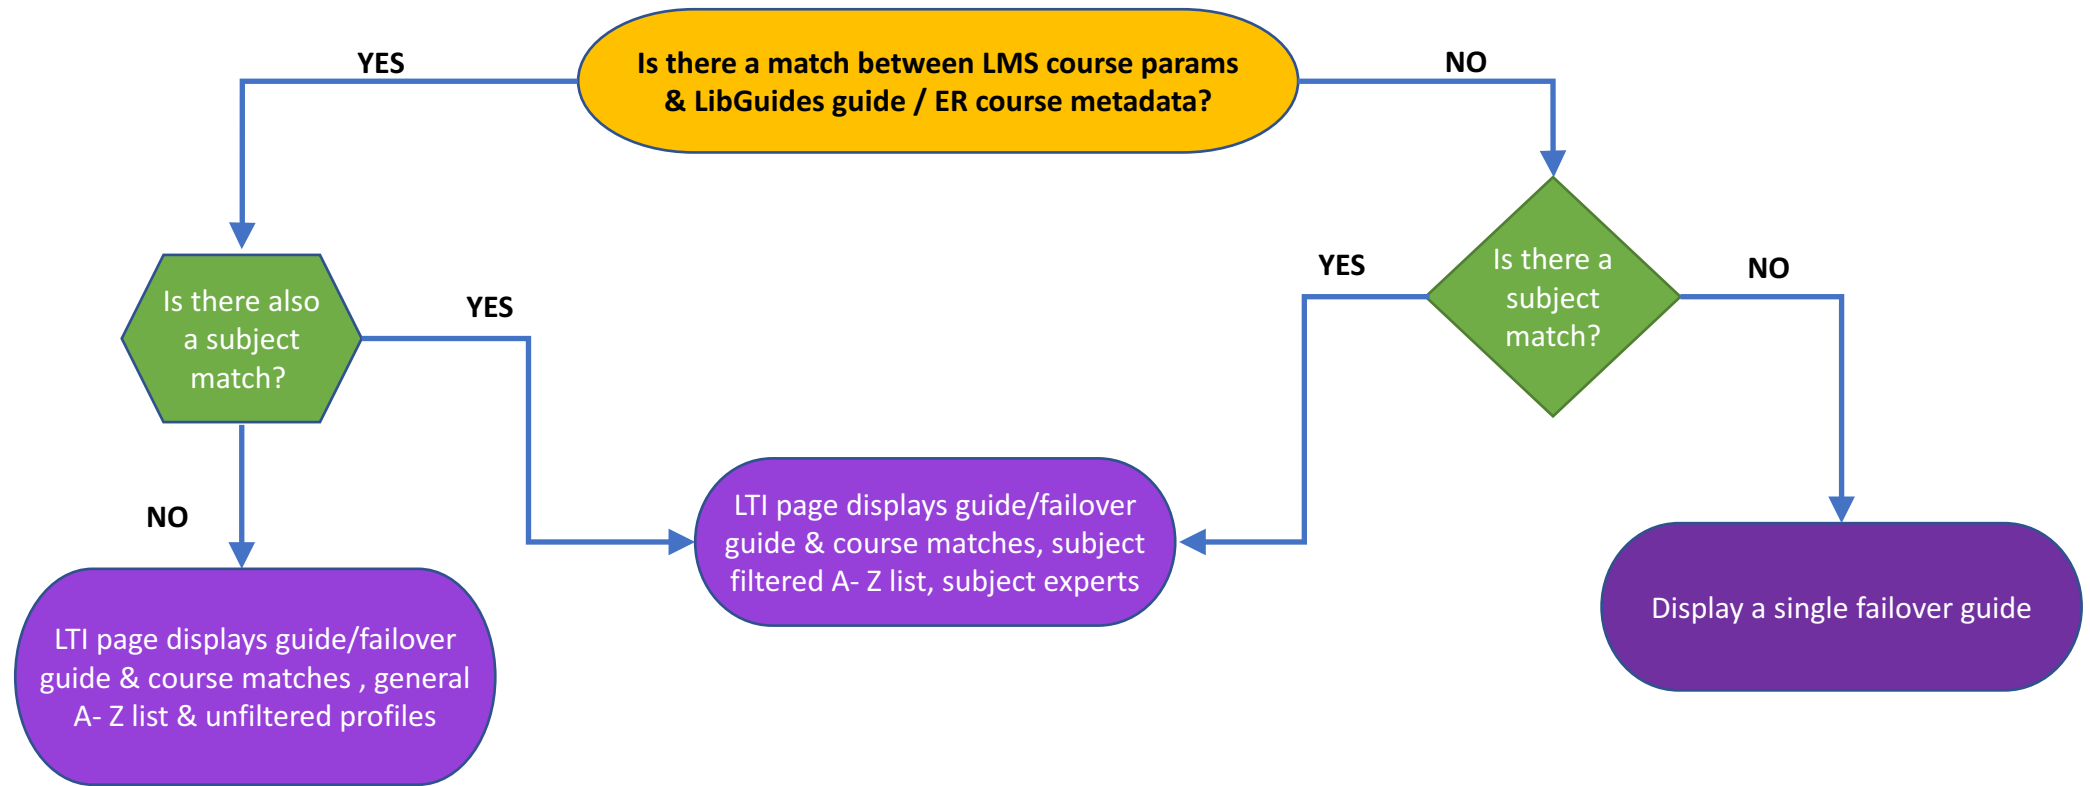 YES
Is there a match between LMS course params
& LibGuides guide / ER course metadata?
NO
Is there also
a subject
match?
YES
NO
Is there a
subject
match?
YES
NO
LTI page displays guide/failover
guide & course matches , general
A- Z list & unfiltered profiles
LTI page displays guide/failover
guide & course matches, subject
filtered A- Z list, subject experts
Display a single failover guide